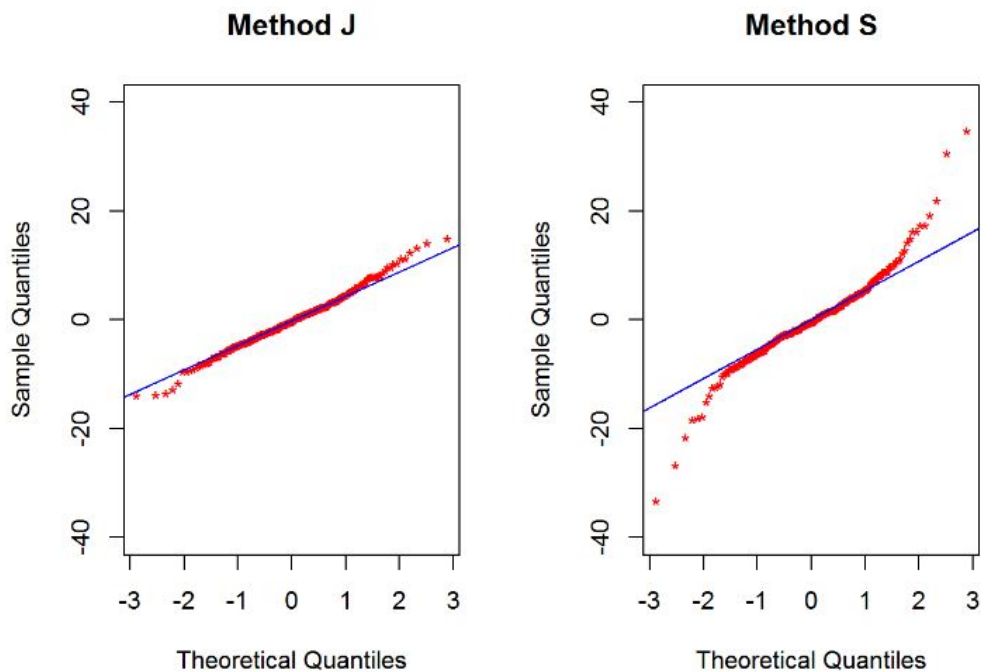 Method J
Sample Quantiles
40
20
0
-20
-40
-3 -2 -1 0 1 2 3
Theoretical Quantiles
Method S
Sample Quantiles
40
20
0
-20
-40
-3 -2 -1 0 1 2 3
Theoretical Quantiles